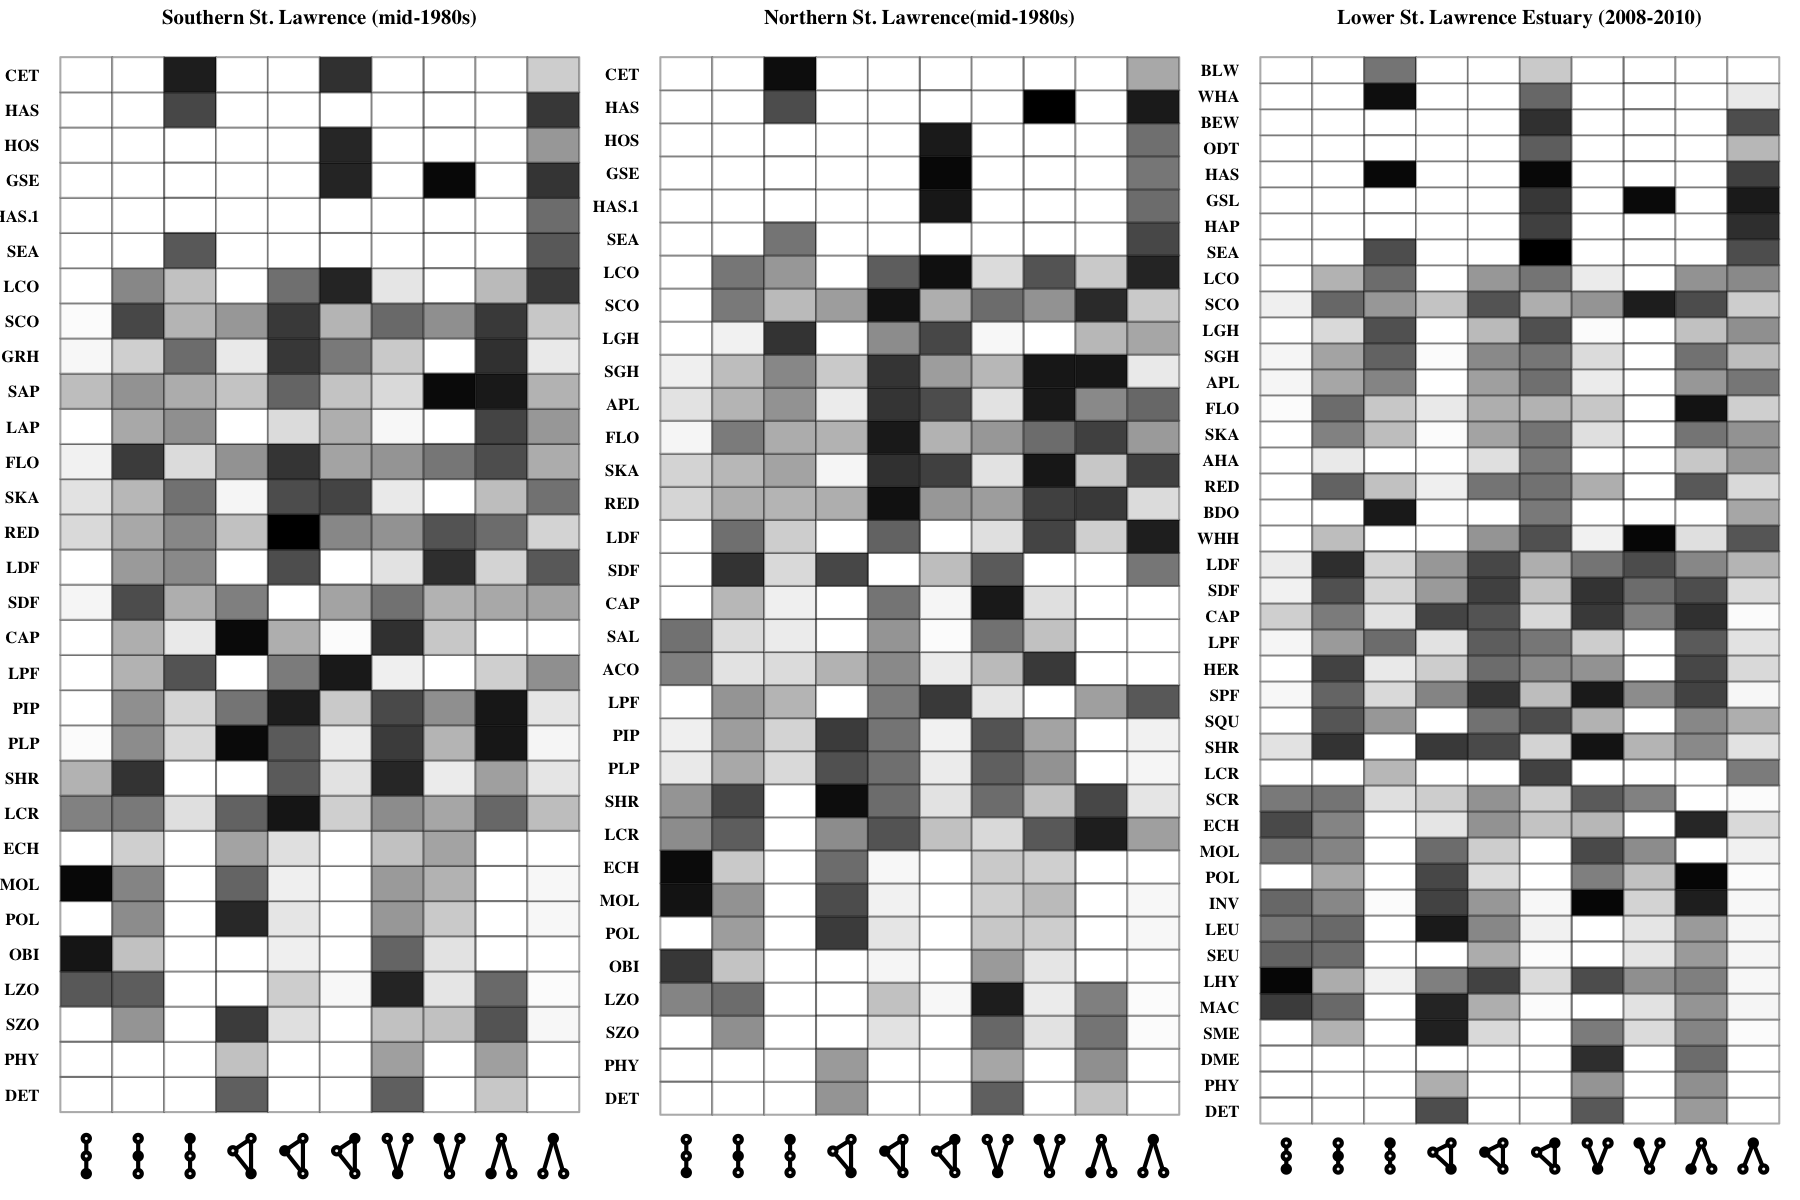 Southern St. Lawrence (mid-1980s)
CET
HAS
HOS
GSE
HAS.1
SEA
LCO
SCO
GRH
SAP
LAP
FLO
SKA
RED
LDF
SDF
CAP
LPF
PIP
PLP
SHR
LCR
ECH
MOL
POL
OBI
LZO
SZO
PHY
DET
Northern St. Lawrence(mid-1980s)
CET
HAS
HOS
GSE
HAS.1
SEA
LCO
SCO
LGH
SGH
APL
FLO
SKA
RED
LDF
SDF
CAP
SAL
ACO
LPF
PIP
PLP
SHR
LCR
ECH
MOL
POL
OBI
LZO
SZO
PHY
DET
Lower St. Lawrence Estuary (2008-2010)
BLW
WHA
BEW
ODT
HAS
GSL
HAP
SEA
LCO
SCO
LGH
SGH
APL
FLO
SKA
AHA
RED
BDO
WHH
LDF
SDF
CAP
LPF
HER
SPF
SQU
SHR
LCR
SCR
ECH
MOL
POL
INV
LEU
SEU
LHY
MAC
SME
DME
PHY
DET